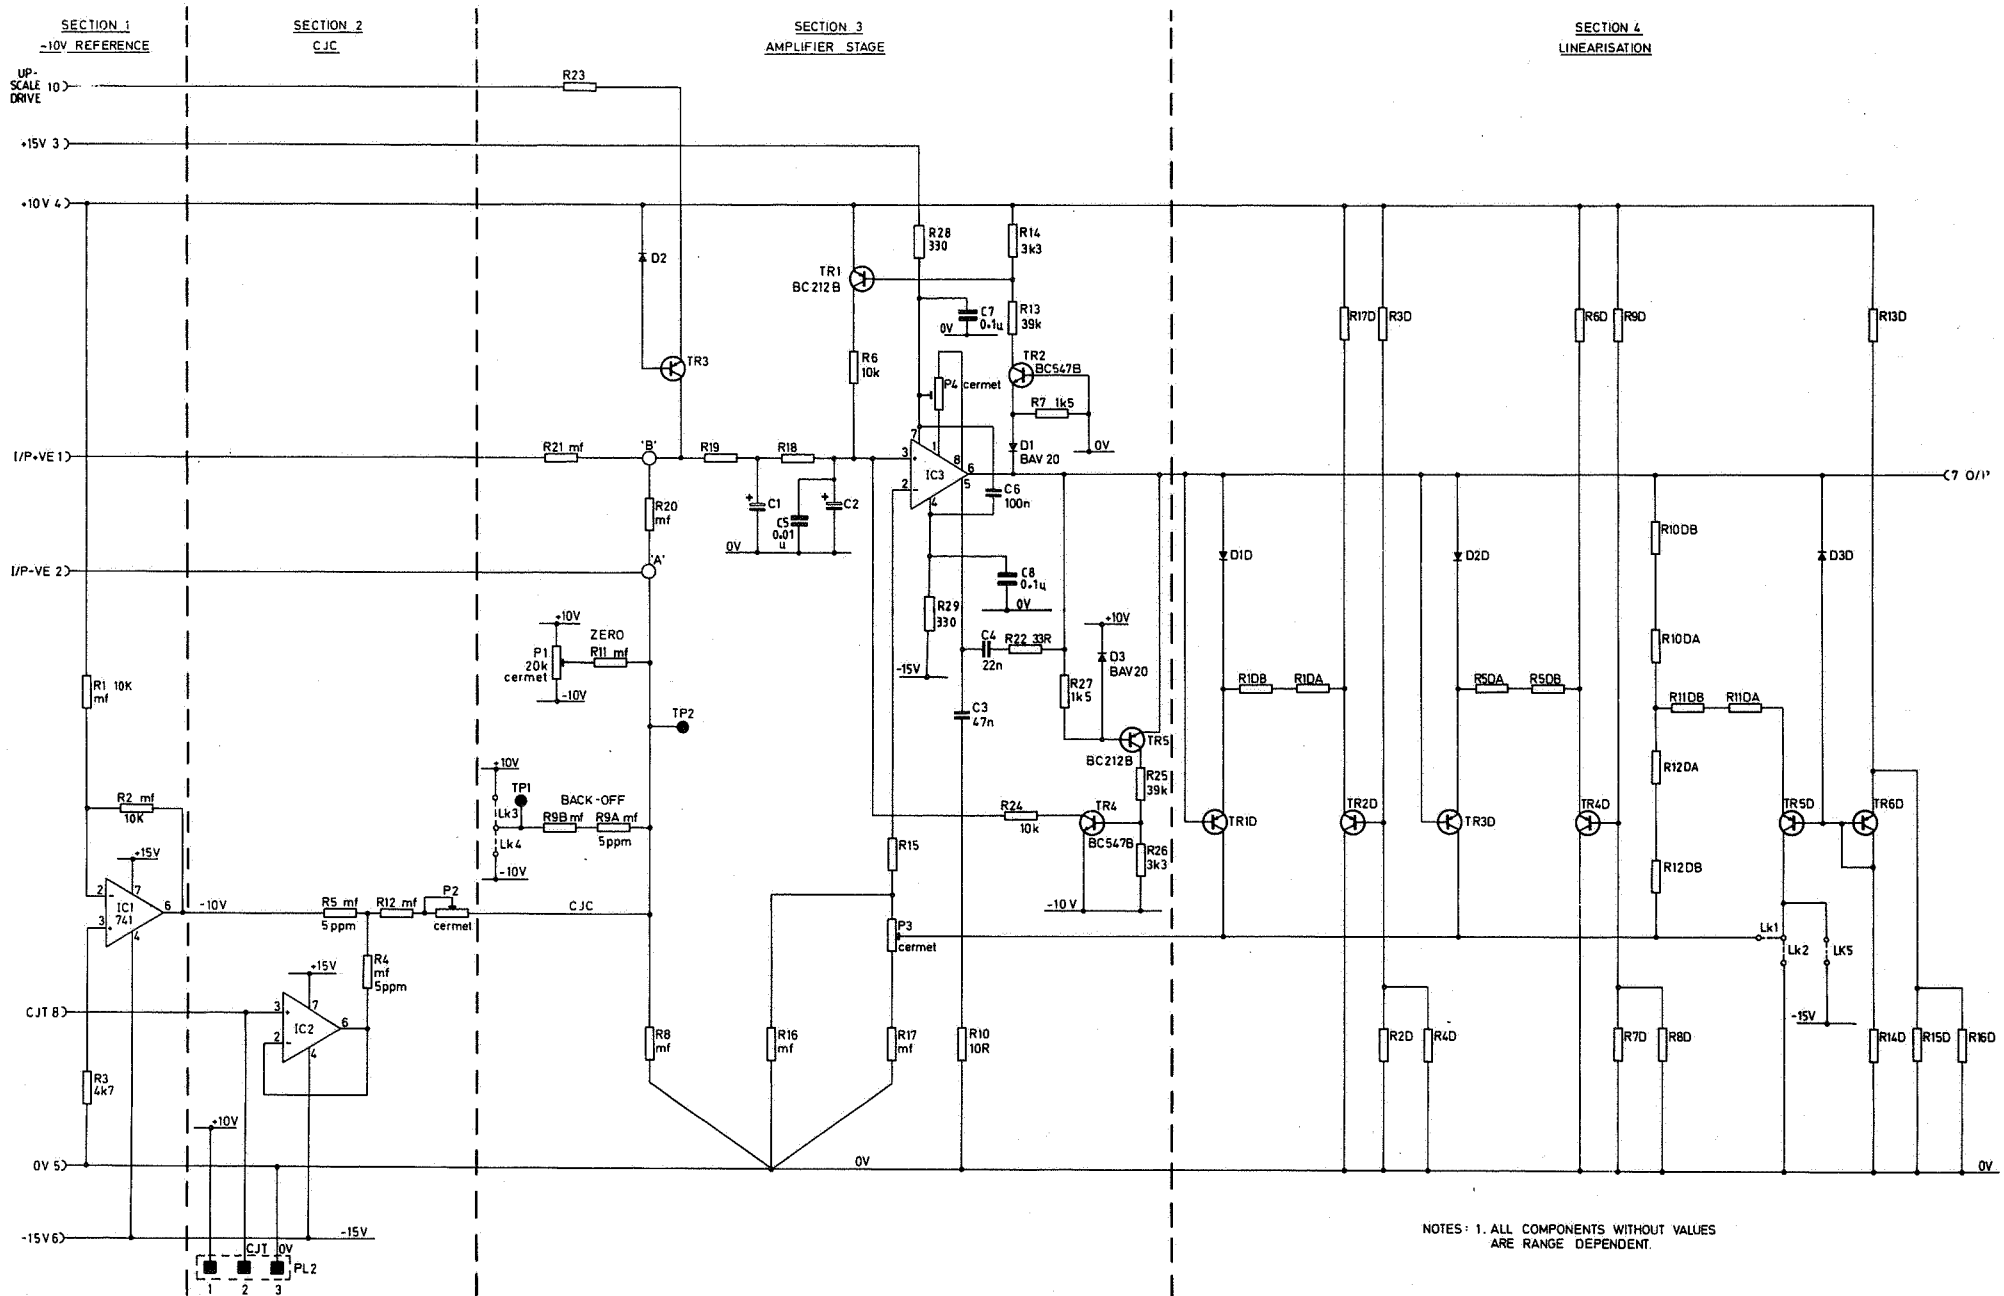 SECTION 1
-10V REFERENCE
SECTION 2
CJC
SECTION 3
AMPLIFIER STAGE
SECTION 4
LINEARISATION
UP-
SCALE 10
DRIVE
R23
+15V 3
+10V 4
D2
R28
330
R14
3k3
TR1
BC212B
C7
0.1u
0V
R13
39k
R17D
R3D
R6D
R9D
R13D
TR3
R6
10k
P4 cermet
TR2
BC547B
R7 1k5
0V
D1
BAV 20
I/P+VE 1
R21 mf
'B'
R19
R18
3
7
1
8
6
5
2
4
IC3
C6
100n
C7 O/P
R20
mf
+
C1
C5
0.01
u
+
C2
0V
'A'
I/P-VE 2
C8
0.1u
0V
R29
330
-15V
D1D
D2D
R10DB
D3D
+10V
P1
20k
cermet
-10V
ZERO
R11 mf
C4
22n
R22 33R
+10V
D3
BAV20
R27
1k5
R10DA
R1 10K
mf
TP2
C3
47n
TR5
BC212B
R1DB
R1DA
R5DA
R5DB
R11DB
R11DA
+10V
TP1
Lk3
Lk4
-10V
BACK-OFF
R9B mf
R9A mf
5ppm
R25
39k
R12DA
R2 mf
10K
R24
10k
TR4
BC547B
R26
3k3
-10V
TR1D
TR2D
TR3D
TR4D
TR5D
TR6D
R15
R12DB
+15V
2
7
3
4
6
IC1
741
-10V
R5 mf
5ppm
R12 mf
P2
cermet
CJC
P3
cermet
Lk1
Lk2
LK5
-15V
R4
mf
5ppm
+15V
CJT 8
3
7
2
4
6
IC2
R8
mf
R16
mf
R17
mf
R10
10R
R2D
R4D
R7D
R8D
R14D
R15D
R16D
R3
4k7
+10V
0V 5
0V
0V
-15V 6
-15V
CJT
0V
PL2
1
2
3
NOTES: 1. ALL COMPONENTS WITHOUT VALUES
ARE RANGE DEPENDENT.